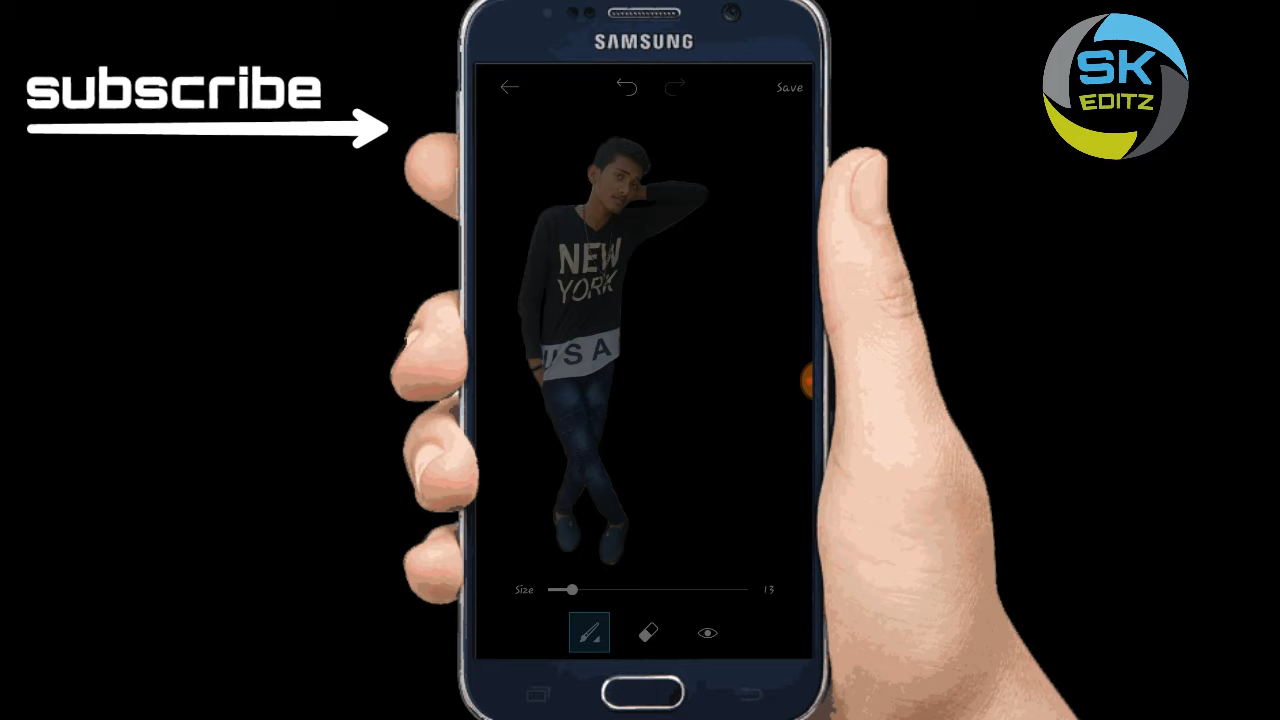 subscribe
SAMSUNG
SK
EDITZ
Save
NEW
YORK
USA
Size 13